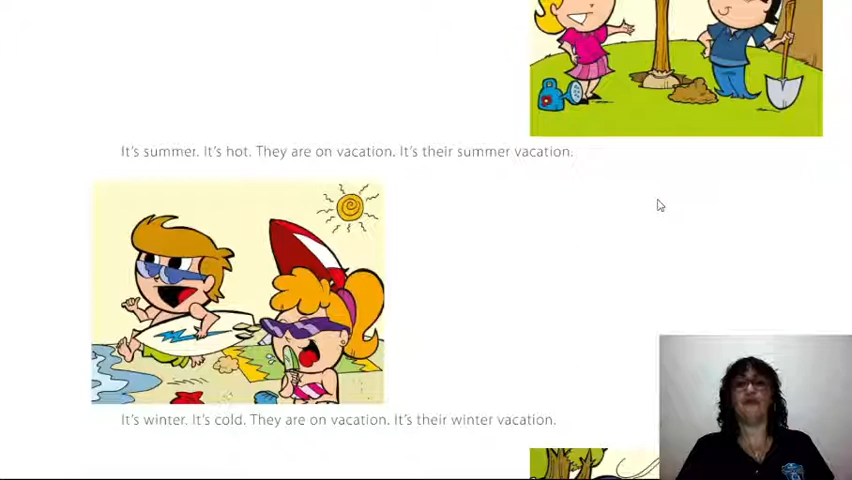 It's summer. It's hot. They are on vacation. It's their summer vacation.
It's winter. It's cold. They are on vacation. It's their winter vacation.